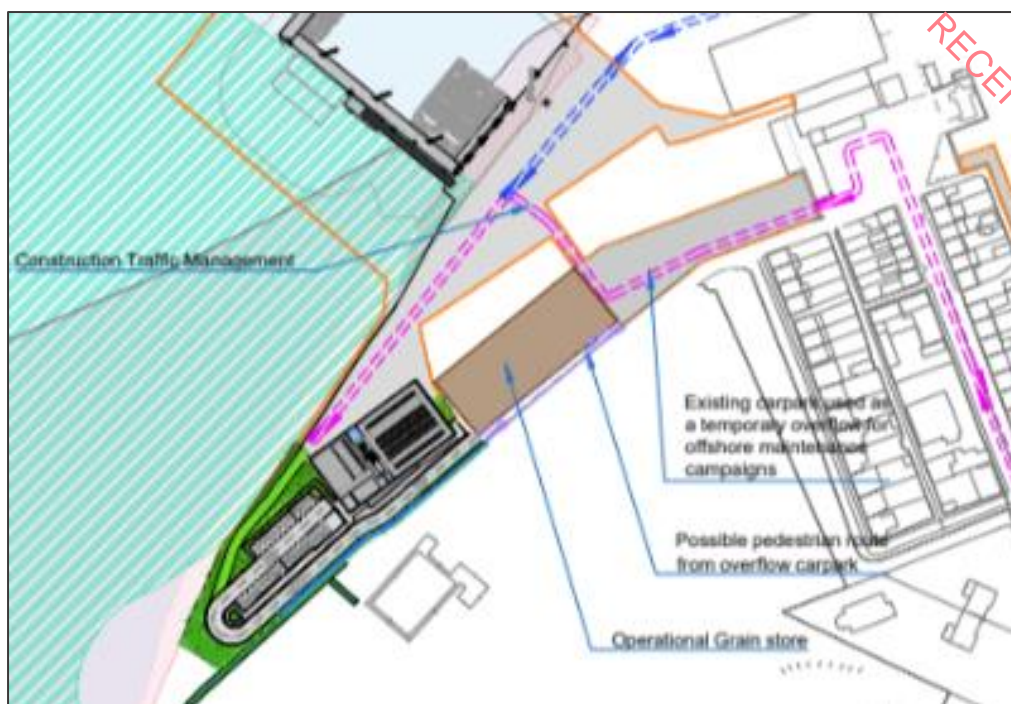 RECEI
Construction Traffic Management
Existing carpark used as
a temporary overflow for
offshore maintenance
campaigns
Possible pedestrian route
from overflow carpark
Operational Grain store